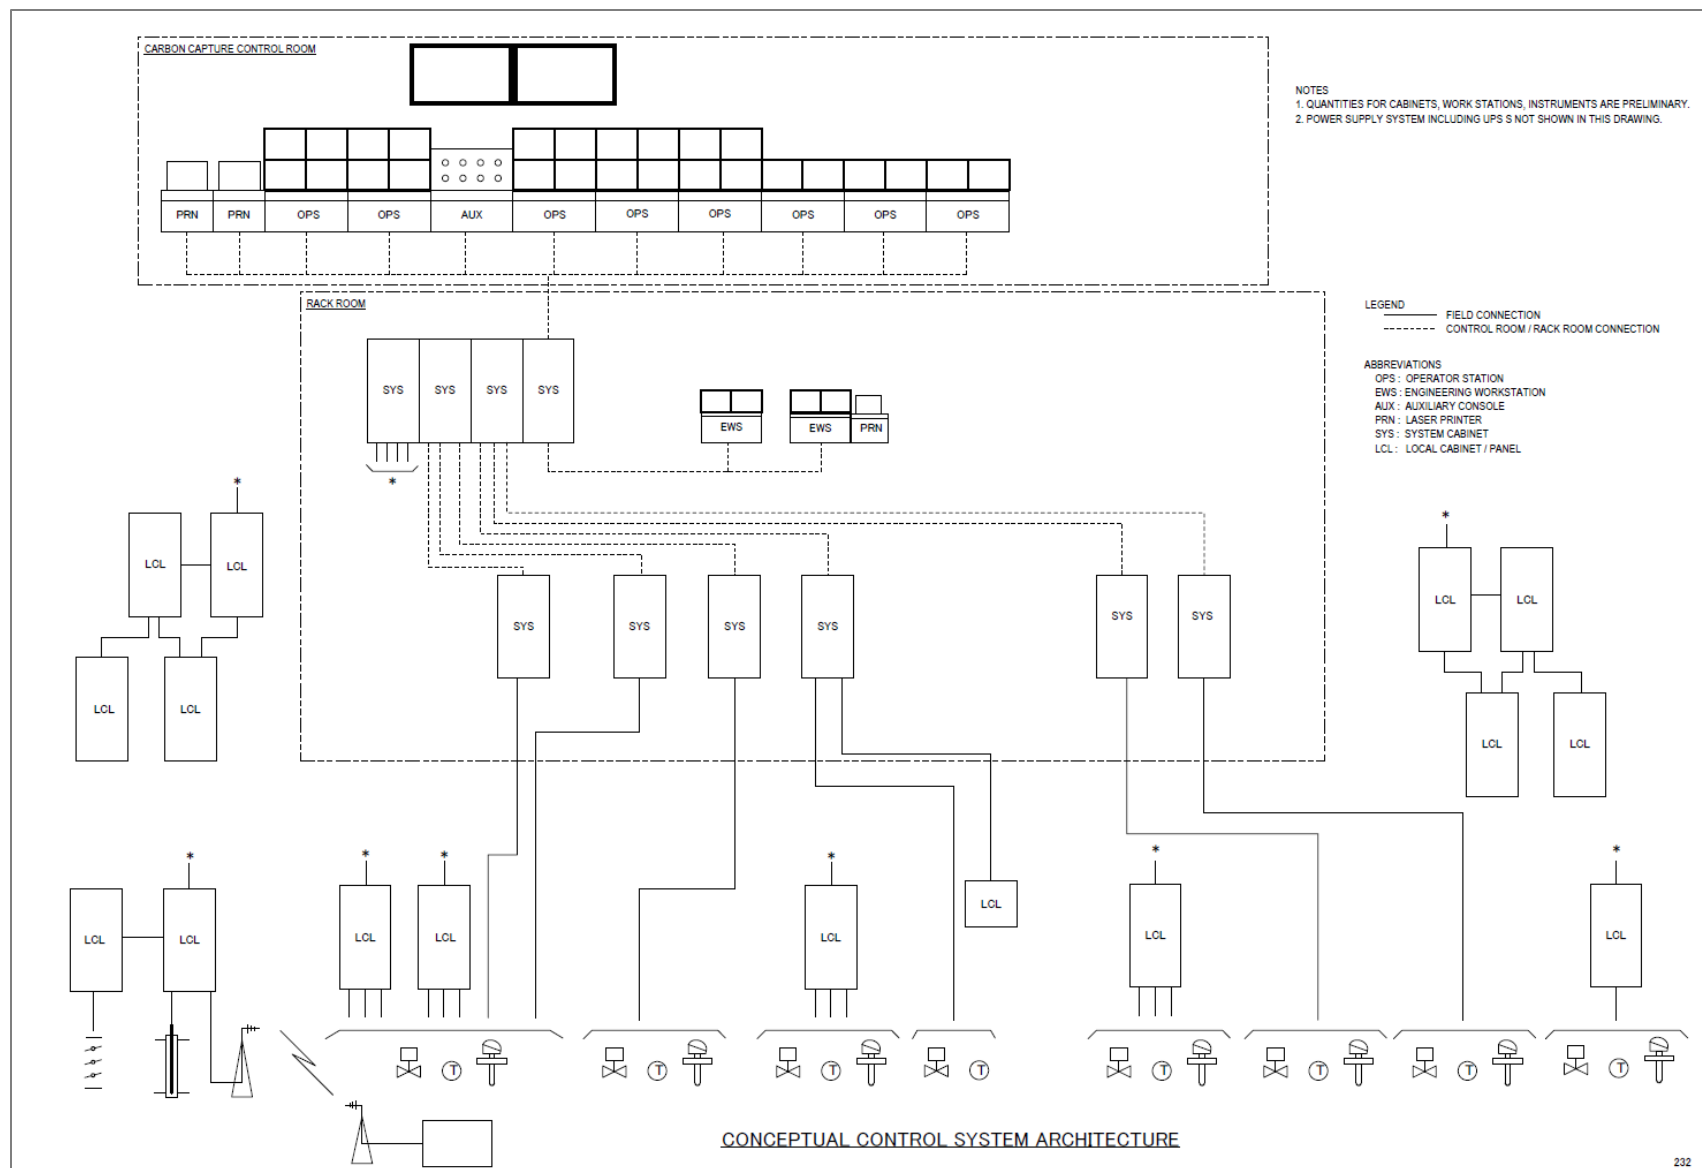 CARBON CAPTURE CONTROL ROOM
NOTES
1. QUANTITIES FOR CABINETS, WORK STATIONS, INSTRUMENTS ARE PRELIMINARY.
2. POWER SUPPLY SYSTEM INCLUDING UPS S NOT SHOWN IN THIS DRAWING.
PRN PRN OPS OPS AUX OPS OPS OPS OPS OPS OPS
RACK ROOM
LEGEND
FIELD CONNECTION
CONTROL ROOM / RACK ROOM CONNECTION
ABBREVIATIONS
OPS : OPERATOR STATION
EWS : ENGINEERING WORKSTATION
AUX : AUXILIARY CONSOLE
PRN : LASER PRINTER
SYS : SYSTEM CABINET
LCL : LOCAL CABINET / PANEL
SYS SYS SYS SYS
EWS EWS PRN
*
*
*
LCL LCL
LCL LCL
SYS SYS SYS SYS SYS SYS
LCL LCL
LCL LCL
* * * * * *
LCL
LCL LCL LCL LCL LCL LCL LCL
T T T T T T T T
CONCEPTUAL CONTROL SYSTEM ARCHITECTURE
232